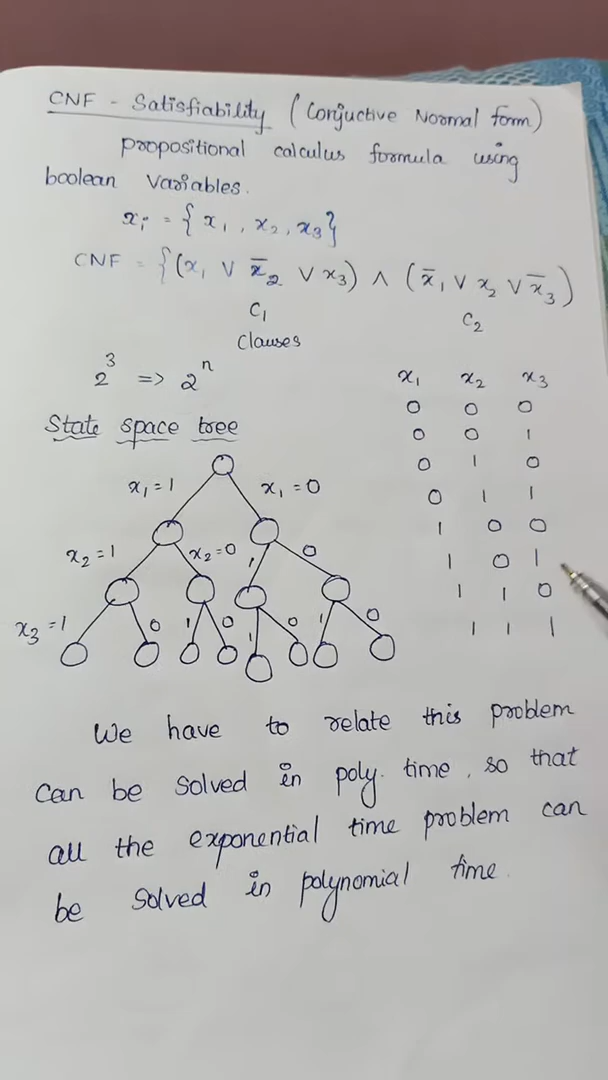 CNF - Satisfiability (Conjuctive Normal form)
propositional calculus formula using
boolean variables.
xᵢ = { x₁, x₂, x₃}
CNF = {(x₁ ∨ x̄₂ ∨ x₃) ∧ (x̄₁ ∨ x₂ ∨ x̄₃)
C₁ C₂
Clauses
2³ => 2ⁿ
x₁ x₂ x₃
0 0 0
0 0 1
0 1 0
0 1 1
1 0 0
1 0 1
1 1 0
1 1 1
State space tree
x₁ = 1 x₁ = 0
x₂ = 1 x₂ = 0 1 0
x₃ = 1 0 1 0 1 0 1 0
We have to relate this problem
can be solved in poly. time, so that
all the exponential time problem can
be solved in polynomial time.